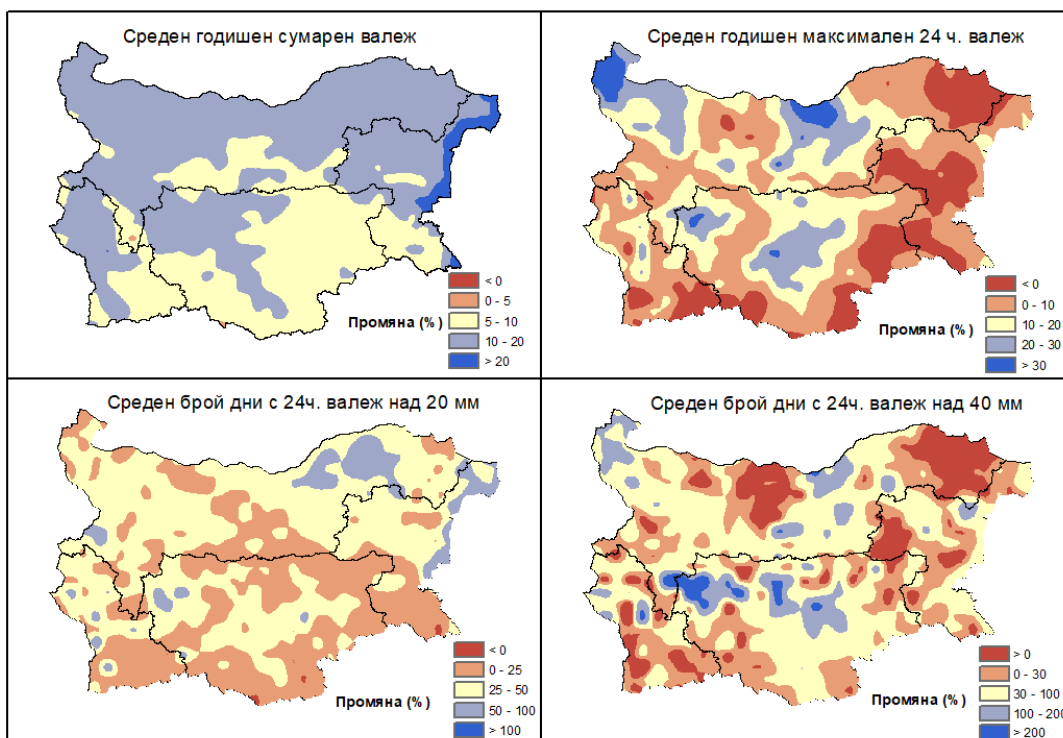 Среден годишен сумарен валеж
Промяна (%)
< 0
0 - 5
5 - 10
10 - 20
> 20
Среден годишен максимален 24 ч. валеж
Промяна (%)
< 0
0 - 10
10 - 20
20 - 30
> 30
Среден брой дни с 24ч. валеж над 20 мм
Промяна (%)
< 0
0 - 25
25 - 50
50 - 100
> 100
Среден брой дни с 24ч. валеж над 40 мм
Промяна (%)
> 0
0 - 30
30 - 100
100 - 200
> 200